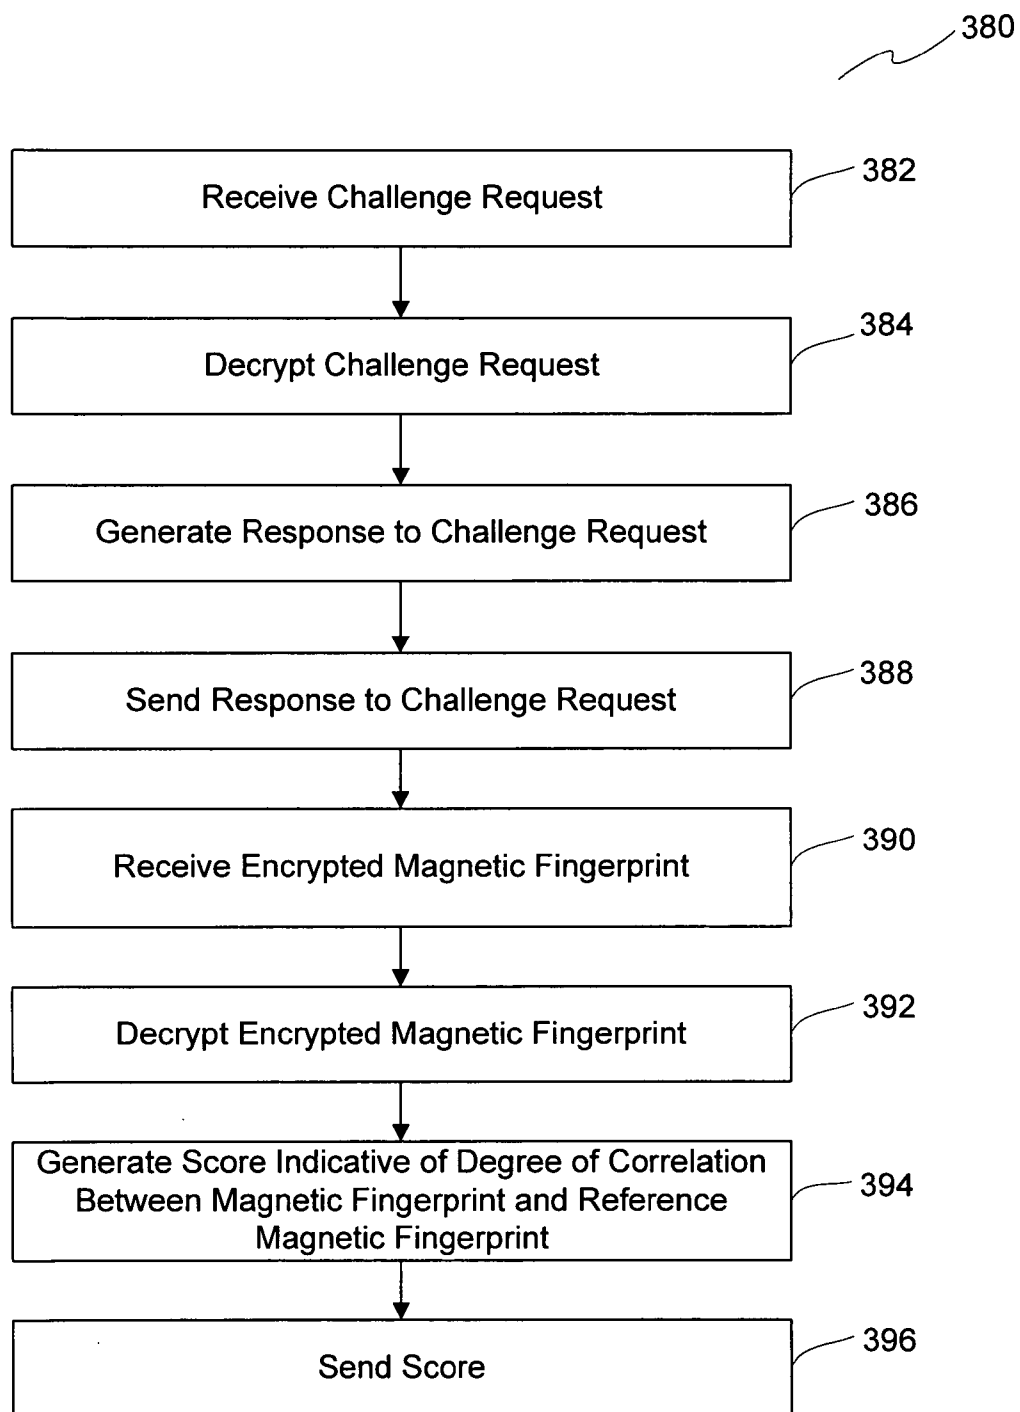 380
Receive Challenge Request
382
Decrypt Challenge Request
384
Generate Response to Challenge Request
386
Send Response to Challenge Request
388
Receive Encrypted Magnetic Fingerprint
390
Decrypt Encrypted Magnetic Fingerprint
392
Generate Score Indicative of Degree of Correlation
Between Magnetic Fingerprint and Reference
Magnetic Fingerprint
394
Send Score
396